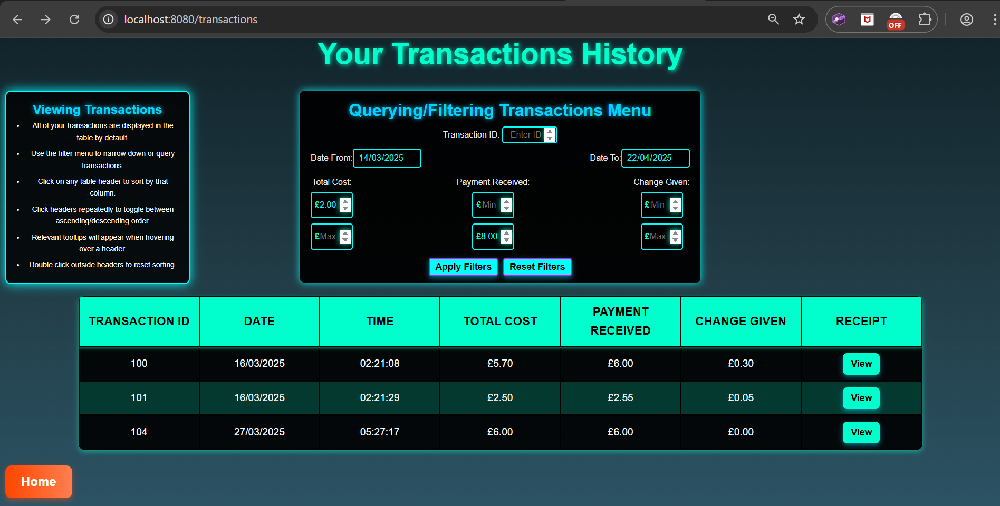 localhost:8080/transactions
OFF
Your Transactions History
Viewing Transactions
• All of your transactions are displayed in the
table by default.
• Use the filter menu to narrow down or query
transactions.
• Click on any table header to sort by that
column.
• Click headers repeatedly to toggle between
ascending/descending order.
• Relevant tooltips will appear when hovering
over a header.
• Double click outside headers to reset sorting.
Querying/Filtering Transactions Menu
Transaction ID: Enter ID
Date From: 14/03/2025 Date To: 22/04/2025
Total Cost: Payment Received: Change Given:
£2.00 £ Min £ Min
£Max £8.00 £Max
Apply Filters Reset Filters
TRANSACTION ID DATE TIME TOTAL COST PAYMENT RECEIVED CHANGE GIVEN RECEIPT
100 16/03/2025 02:21:08 £5.70 £6.00 £0.30 View
101 16/03/2025 02:21:29 £2.50 £2.55 £0.05 View
104 27/03/2025 05:27:17 £6.00 £6.00 £0.00 View
Home